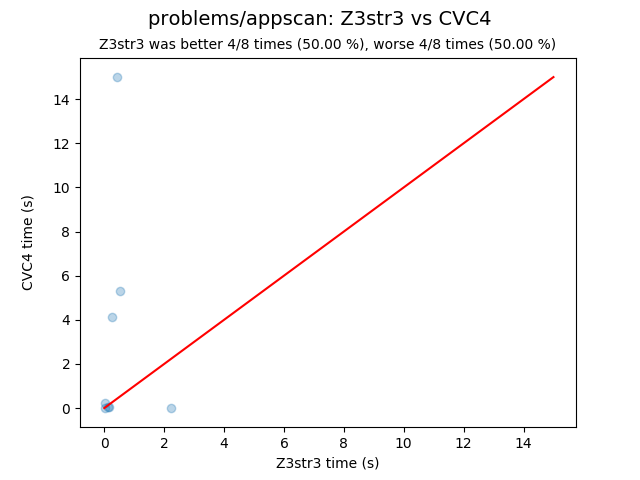 problems/appscan: Z3str3 vs CVC4
Z3str3 was better 4/8 times (50.00 %), worse 4/8 times (50.00 %)
14
12
10
8
6
4
2
0
CVC4 time (s)
0 2 4 6 8 10 12 14
Z3str3 time (s)